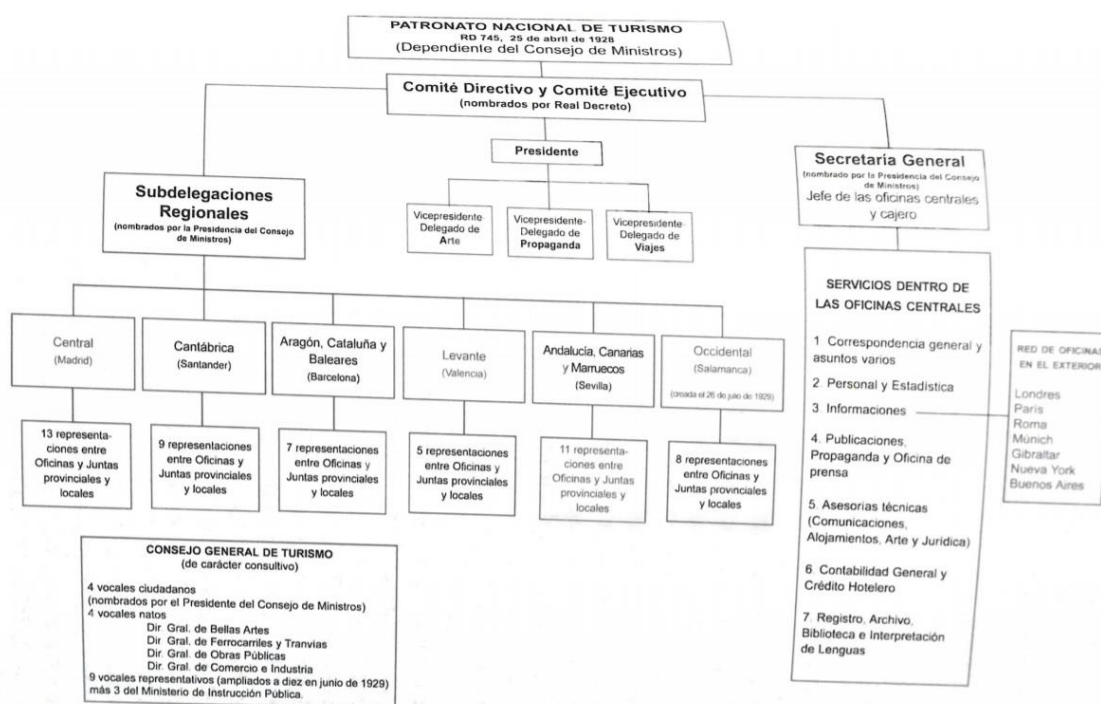 PATRONATO NACIONAL DE TURISMO
RD 745, 25 de abril de 1928
(Dependiente del Consejo de Ministros)
Comité Directivo y Comité Ejecutivo
(nombrados por Real Decreto)
Presidente
Vicepresidente-
Delegado de
Arte
Vicepresidente-
Delegado de
Propaganda
Vicepresidente-
Delegado de
Viajes
Subdelegaciones
Regionales
(nombrados por la Presidencia del Consejo
de Ministros)
Secretaría General
(nombrado por la Presidencia del Consejo
de Ministros)
Jefe de las oficinas centrales
y cajero
Central
(Madrid)
Cantábrica
(Santander)
Aragón, Cataluña y
Baleares
(Barcelona)
Levante
(Valencia)
Andalucía, Canarias
y Marruecos
(Sevilla)
Occidental
(Salamanca)
(creada el 26 de julio de 1929)
13 representa-
ciones entre
Oficinas y Juntas
provinciales y
locales
9 representaciones
entre Oficinas y
Juntas provinciales
y locales
7 representaciones
entre Oficinas y
Juntas provinciales
y locales
5 representaciones
entre Oficinas y
Juntas provinciales
y locales
11 representa-
ciones entre
Oficinas y Juntas
provinciales y
locales
8 representaciones
entre Oficinas y
Juntas provinciales
y locales
SERVICIOS DENTRO DE
LAS OFICINAS CENTRALES
1 Correspondencia general y
asuntos varios
2. Personal y Estadística
3. Informaciones
4. Publicaciones,
Propaganda y Oficina de
prensa
5. Asesorías técnicas
(Comunicaciones,
Alojamientos, Arte y Jurídica)
6. Contabilidad General y
Crédito Hotelero
7. Registro, Archivo,
Biblioteca e Interpretación
de Lenguas
RED DE OFICINAS
EN EL EXTERIOR
Londres
París
Roma
Múnich
Gibraltar
Nueva York
Buenos Aires
CONSEJO GENERAL DE TURISMO
(de carácter consultivo)
4 vocales ciudadanos
(nombrados por el Presidente del Consejo de Ministros)
4 vocales natos
Dir. Gral. de Bellas Artes
Dir. Gral. de Ferrocarriles y Tranvías
Dir. Gral. de Obras Públicas
Dir. Gral. de Comercio e Industria
9 vocales representativos (ampliados a diez en junio de 1929)
más 3 del Ministerio de Instrucción Pública.